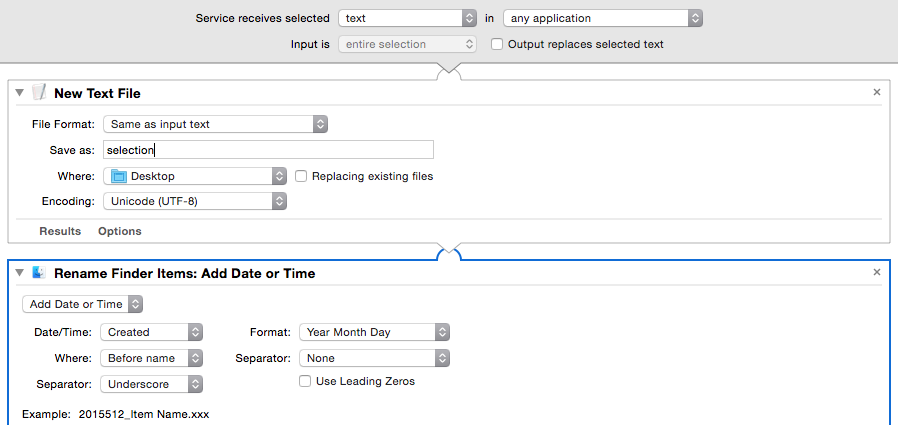 Service receives selected text in any application
Input is entire selection Output replaces selected text
New Text File
File Format: Same as input text
Save as: selection
Where: Desktop Replacing existing files
Encoding: Unicode (UTF-8)
Results Options
Rename Finder Items: Add Date or Time
Add Date or Time
Date/Time: Created Format: Year Month Day
Where: Before name Separator: None
Separator: Underscore Use Leading Zeros
Example: 2015512_Item Name.xxx